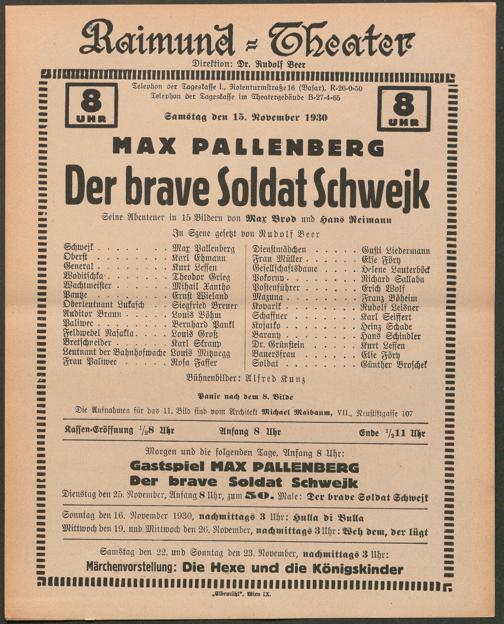 Raimund = Theater
Direktion: Dr. Rudolf Beer
8 UHR
Telephon der Tageskasse I., Rotenturmstraße 16 (Basar), R-26-0-50
Telephon der Tageskasse im Theatergebäude B-27-4-65
8 UHR
Samstag den 15. November 1930
MAX PALLENBERG
Der brave Soldat Schwejk
Seine Abenteuer in 15 Bildern von Max Brod und Hans Reimann
In Szene gesetzt von Rudolf Beer
Schwejk . . . . . . . . Max Pallenberg
Oberst . . . . . . . . Karl Ehmann
General . . . . . . . . Kurt Lessen
Woditschka . . . . . . Theodor Grieg
Wachtmeister . . . . . Mihail Xantho
Pantze . . . . . . . . Ernst Wieland
Oberleutnant Lukasch . . Siegfried Breuer
Auditor Braun . . . . . Louis Böhm
Paliwec . . . . . . . . Bernhard Pankl
Feldwebel Nasakla . . . Louis Groß
Bretschneider . . . . . Karl Skraup
Leutnant der Bahnhofwache Louis Mitznegg
Frau Paliwec . . . . . Rosa Fasser
Dienstmädchen . . . . . Gusti Liedermann
Frau Müller . . . . . . Else Föry
Gesellschaftsdame . . . Helene Lauterböck
Pokorny . . . . . . . . Richard Sallaba
Postenführer . . . . . Erich Wolf
Mazuna . . . . . . . . Franz Böheim
Kovarik . . . . . . . . Rudolf Leisner
Schaffner . . . . . . . Karl Seiffert
Kojatko . . . . . . . . Heinz Schade
Barany . . . . . . . . Hans Schindler
Dr. Grünstein . . . . . Kurt Lessen
Bauersfrau . . . . . . Else Föry
Soldat . . . . . . . . Günther Broschek
Bühnenbilder: Alfred Kunz
Pause nach dem 8. Bilde
Die Aufnahmen für das 11. Bild sind vom Architekt Michael Maibaum, VII., Neustiftgasse 107
Kassen-Eröffnung ½8 Uhr Anfang 8 Uhr Ende ½11 Uhr
Morgen und die folgenden Tage, Anfang 8 Uhr:
Gastspiel MAX PALLENBERG
Der brave Soldat Schwejk
Dienstag den 25. November, Anfang 8 Uhr, zum 50. Male: Der brave Soldat Schwejk
Sonntag den 16. November 1930, nachmittags 3 Uhr: Hulla di Bulla
Mittwoch den 19. und Mittwoch den 26. November, nachmittags 3 Uhr: Weh dem, der lügt
Samstag den 22. und Sonntag den 23. November, nachmittags 3 Uhr:
Märchenvorstellung: Die Hexe und die Königskinder
„Elbemühl", Wien IX.